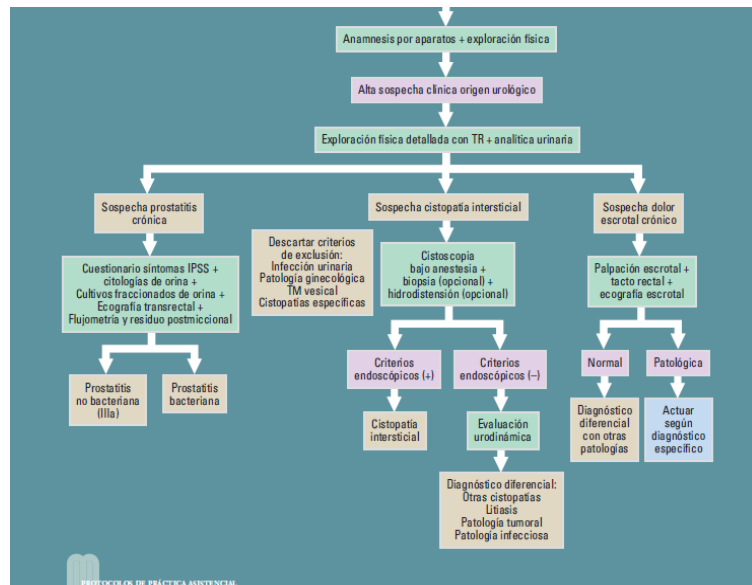 Anamnesis por aparatos + exploración física
Alta sospecha clínica origen urológico
Exploración física detallada con TR + analítica urinaria
Sospecha prostatitis
crónica
Sospecha cistopatía intersticial
Sospecha dolor
escrotal crónico
Cuestionario síntomas IPSS +
citologías de orina +
Cultivos fraccionados de orina +
Ecografía transrectal +
Flujometría y residuo postmiccional
Descartar criterios
de exclusión:
Infección urinaria
Patología ginecológica
TM vesical
Cistopatías específicas
Cistoscopia
bajo anestesia +
biopsia (opcional) +
hidrodistensión (opcional)
Palpación escrotal +
tacto rectal +
ecografía escrotal
Prostatitis
no bacteriana
(IIIa)
Prostatitis
bacteriana
Criterios
endoscópicos (+)
Criterios
endoscópicos (–)
Normal
Patológica
Cistopatía
intersticial
Evaluación
urodinámica
Diagnóstico
diferencial
con otras
patologías
Actuar
según
diagnóstico
específico
Diagnóstico diferencial:
Otras cistopatías
Litiasis
Patología tumoral
Patología infecciosa
PROTOCOLOS DE PRÁCTICA ASISTENCIAL